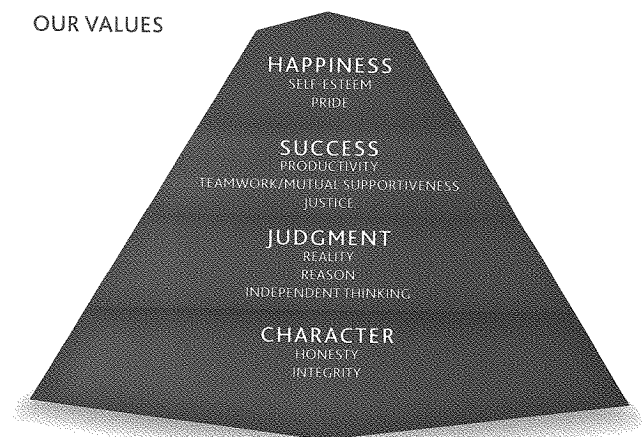 OUR VALUES
HAPPINESS
SELF-ESTEEM
PRIDE
SUCCESS
PRODUCTIVITY
TEAMWORK/MUTUAL SUPPORTIVENESS
JUSTICE
JUDGMENT
REALITY
REASON
INDEPENDENT THINKING
CHARACTER
HONESTY
INTEGRITY